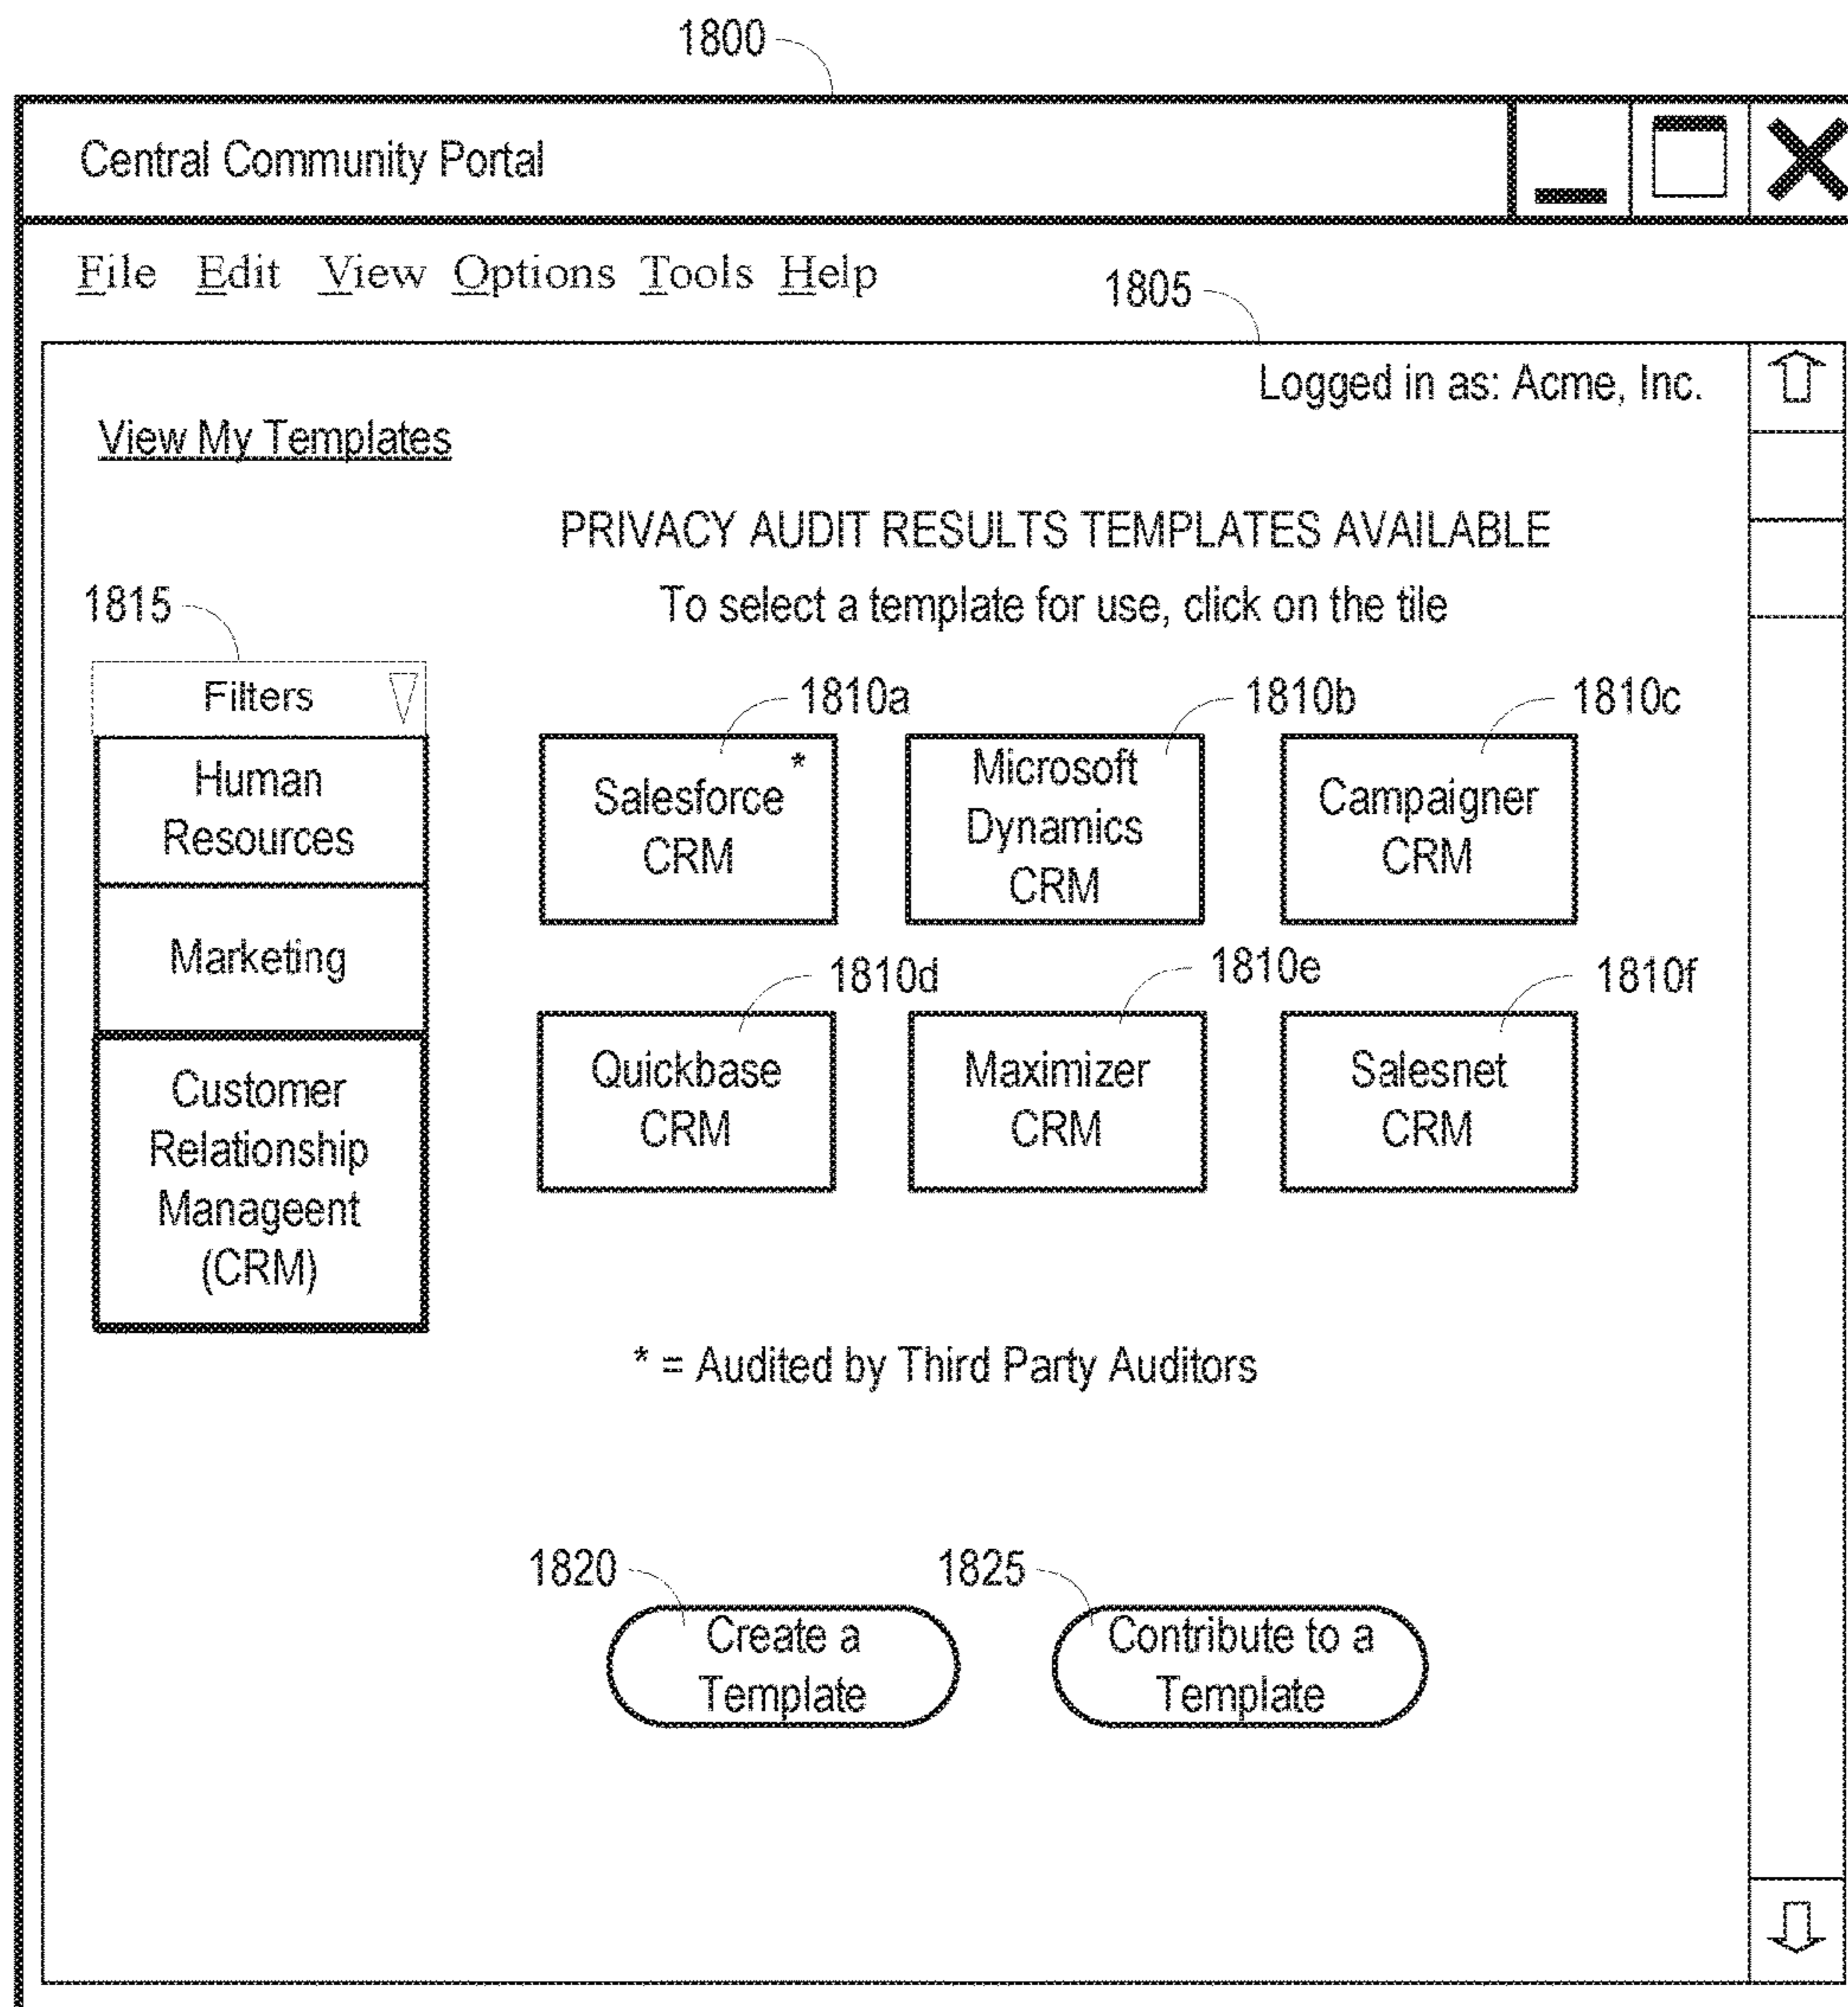 1800
Central Community Portal
File Edit View Options Tools Help
1805
Logged in as: Acme, Inc.
View My Templates
PRIVACY AUDIT RESULTS TEMPLATES AVAILABLE
To select a template for use, click on the tile
1815
Filters
Human
Resources
Marketing
Customer
Relationship
Manageent
(CRM)
1810a
Salesforce *
CRM
1810b
Microsoft
Dynamics
CRM
1810c
Campaigner
CRM
1810d
Quickbase
CRM
1810e
Maximizer
CRM
1810f
Salesnet
CRM
* = Audited by Third Party Auditors
1820
Create a
Template
1825
Contribute to a
Template